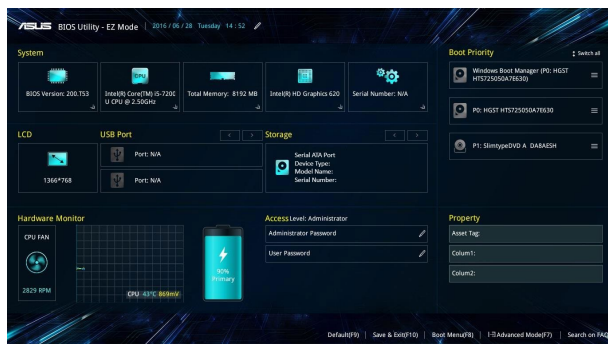 ASUS BIOS Utility - EZ Mode 2016 / 06 / 28 Tuesday 14 : 52
System
BIOS Version: 200.T53
CPU
Intel(R) Core(TM) i5-7200
U CPU @ 2.50GHz
Total Memory: 8192 MB
Intel(R) HD Graphics 620
Serial Number: N/A
Boot Priority
Switch all
Windows Boot Manager (P0: HGST
HTS725050A7E630)
P0: HGST HTS725050A7E630
P1: SlimtypeDVD A DA8AESH
LCD
1366*768
USB Port
Port: N/A
Port: N/A
Storage
Serial ATA Port
Device Type:
Model Name:
Serial Number:
Hardware Monitor
CPU FAN
2829 RPM
CPU 43°C 869mV
90%
Primary
Access Level: Administrator
Administrator Password
User Password
Property
Asset Tag:
Colum1:
Colum2:
Default(F9) | Save & Exit(F10) | Boot Menu(F8) | Advanced Mode(F7) | Search on FAQ